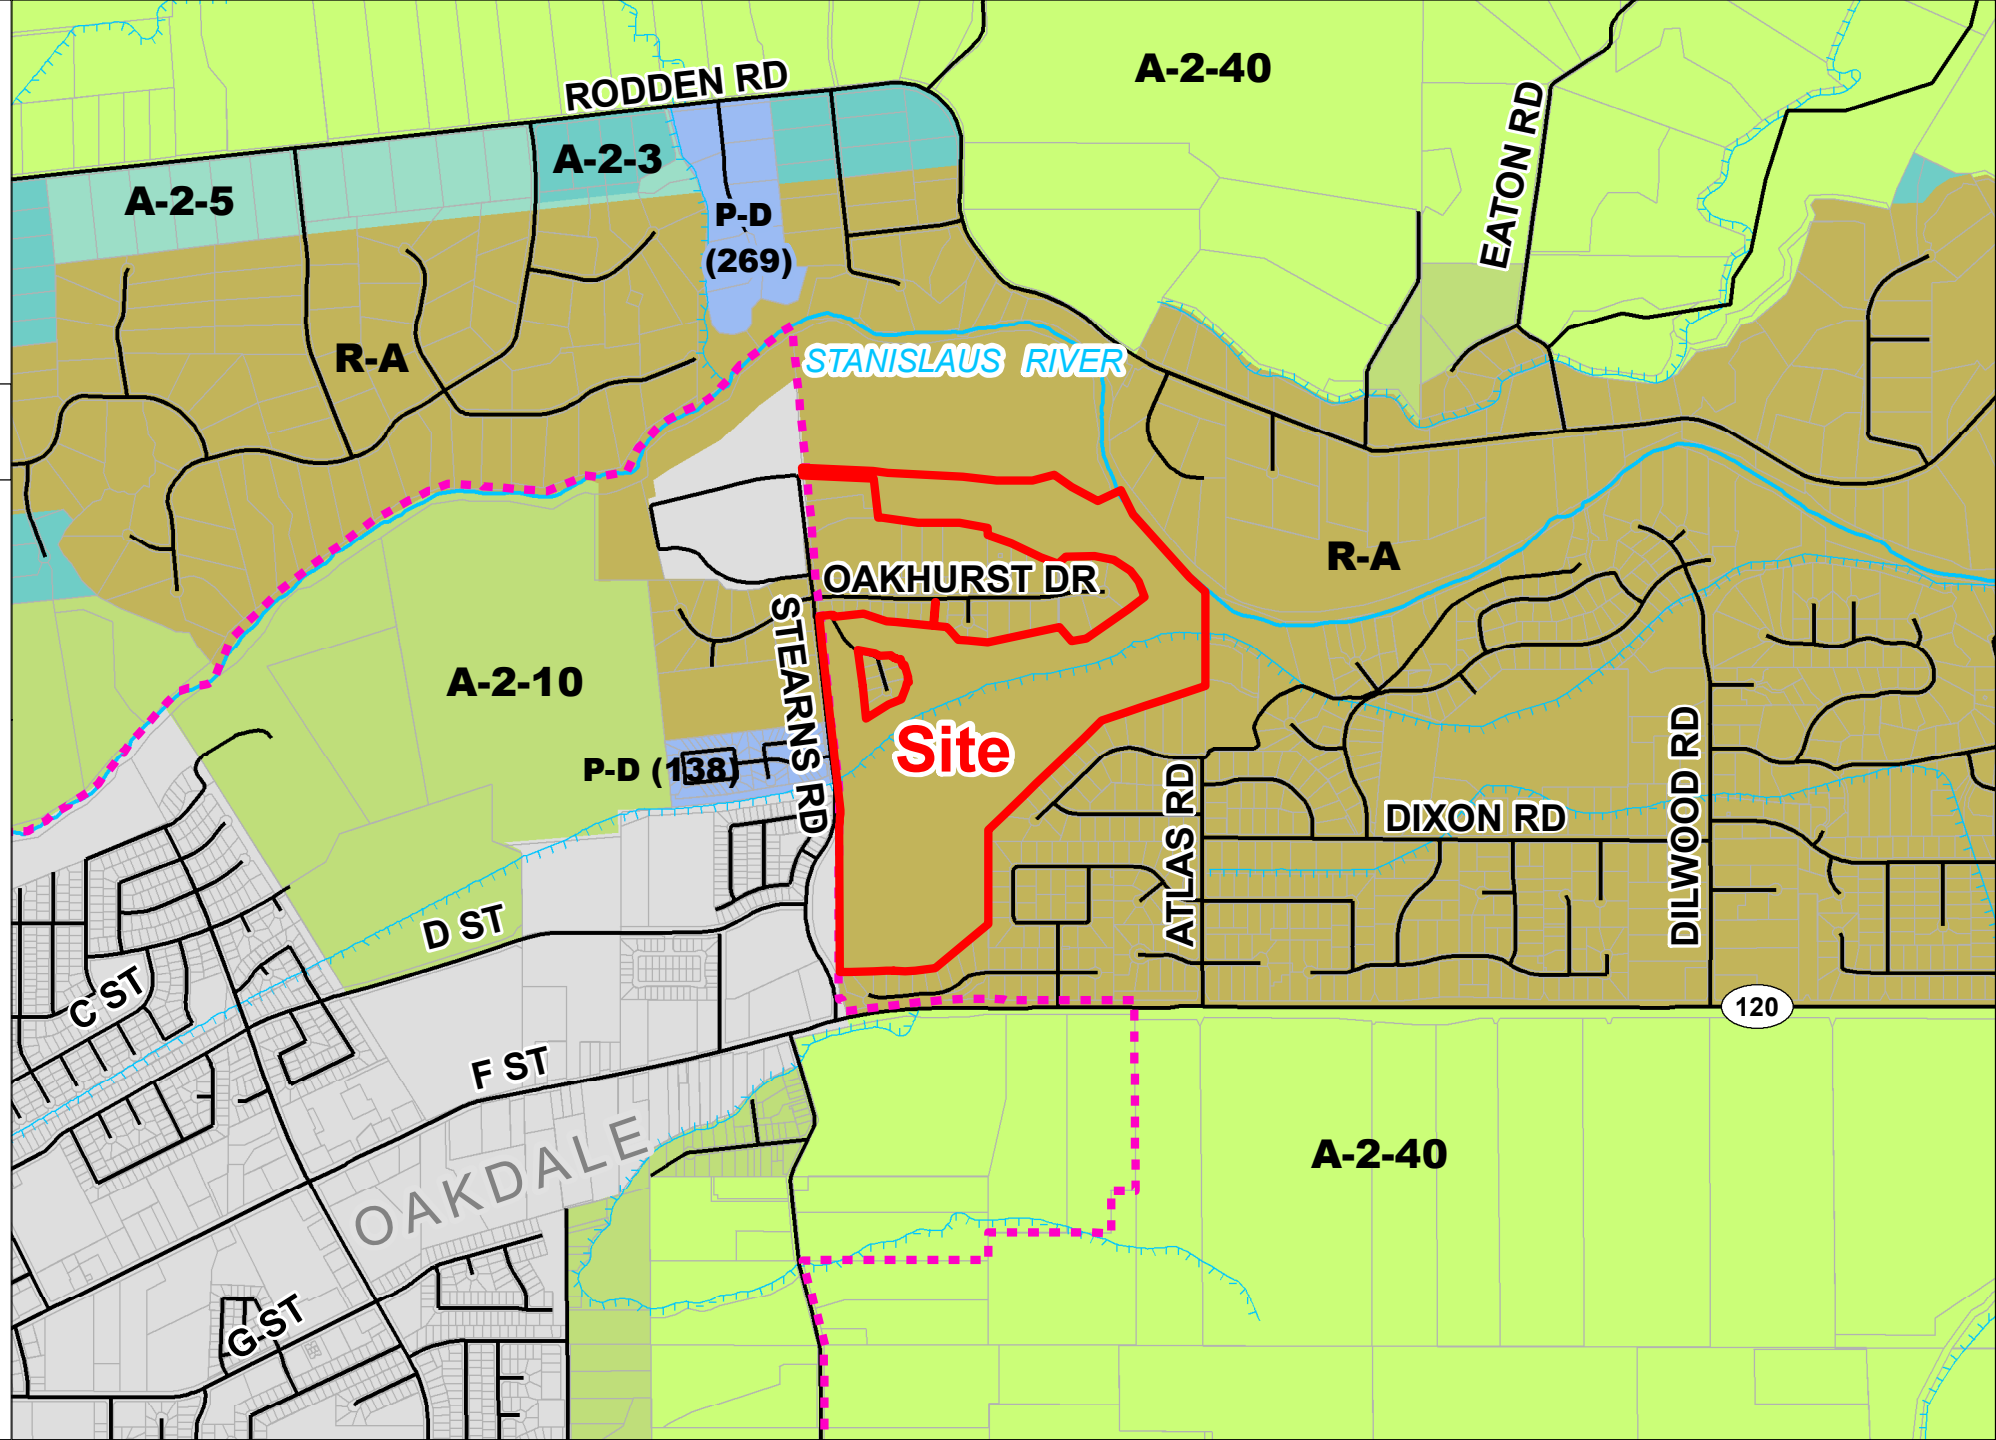 A-2-40
RODDEN RD
EATON RD
A-2-3
A-2-5
P-D
(269)
R-A
STANISLAUS RIVER
R-A
OAKHURST DR
STEARNS RD
A-2-10
Site
P-D (138)
ATLAS RD
DIXON RD
DILWOOD RD
D ST
C ST
120
F ST
OAKDALE
A-2-40
G ST